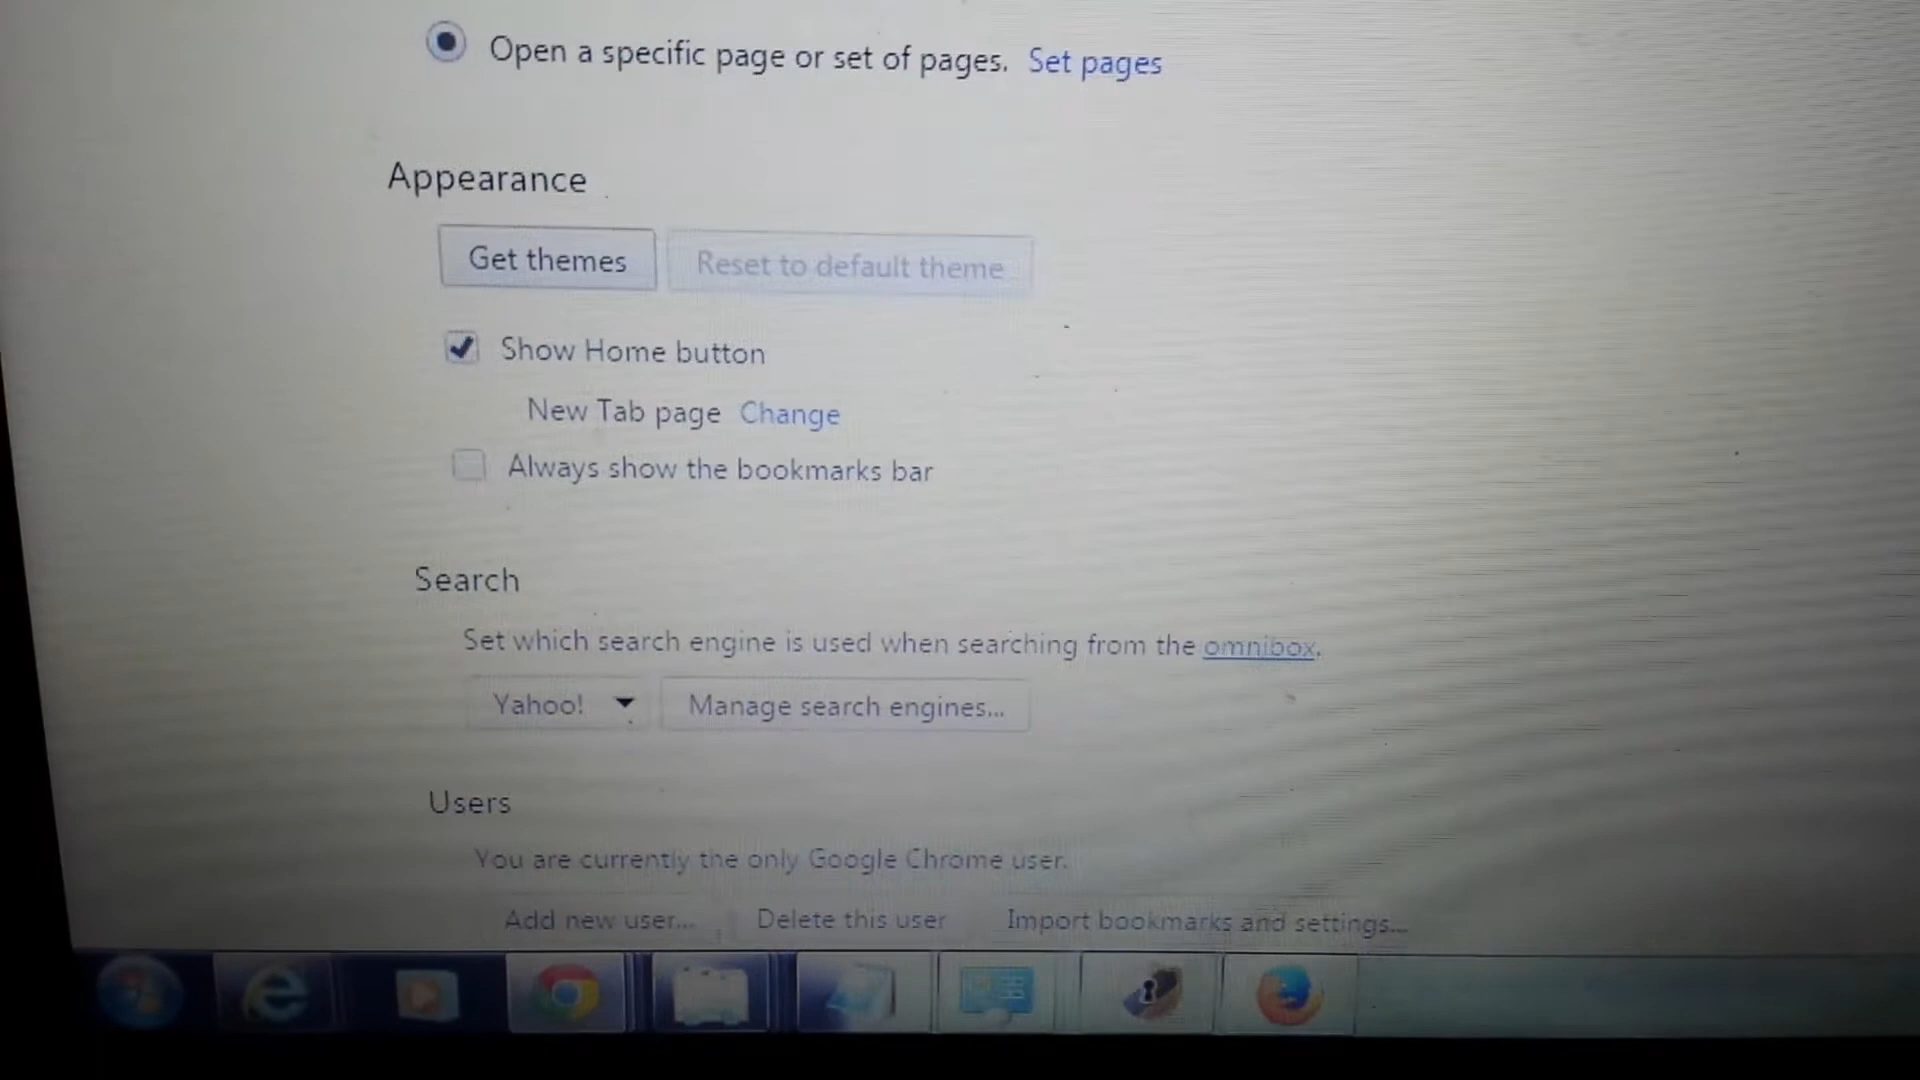 Open a specific page or set of pages. Set pages
Appearance
Get themes Reset to default theme
Show Home button
New Tab page Change
Always show the bookmarks bar
Search
Set which search engine is used when searching from the omnibox.
Yahoo! Manage search engines...
Users
You are currently the only Google Chrome user.
Add new user... Delete this user Import bookmarks and settings...